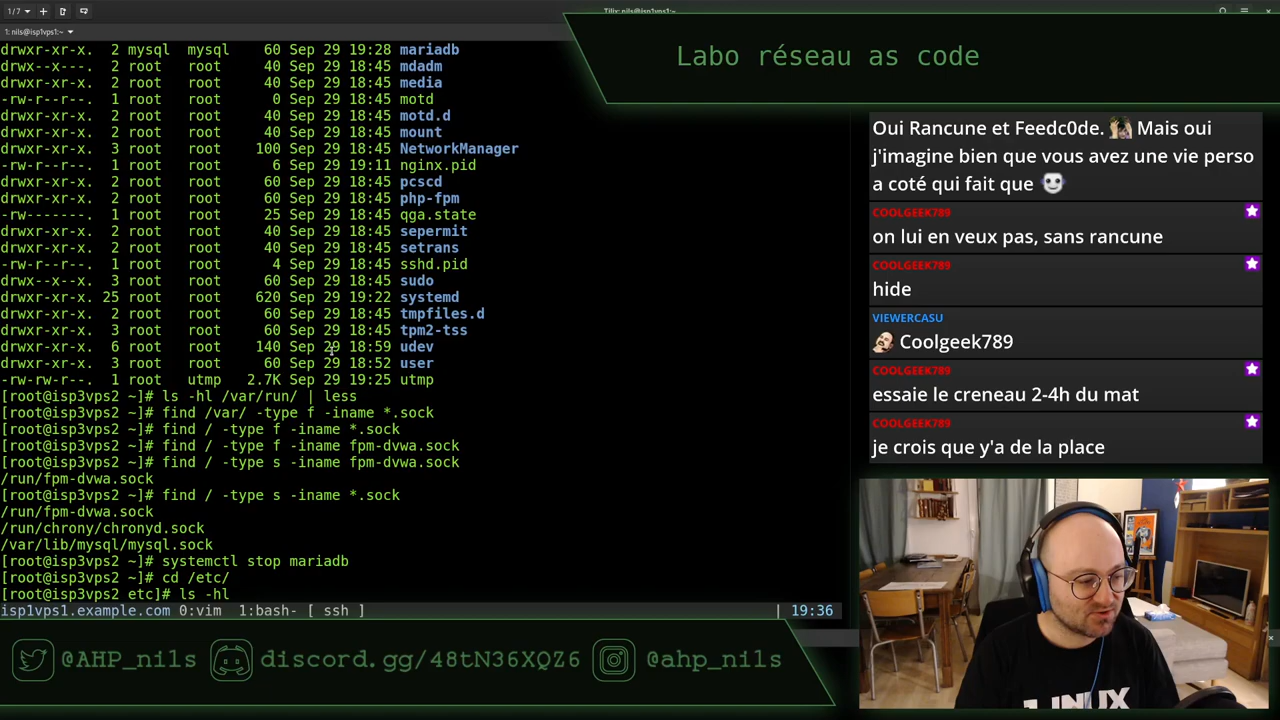 1/7
Tilix: nils@isp1vps1:~
1: nils@isp1vps1:~
Labo réseau as code
drwxr-xr-x.  2 mysql  mysql    60 Sep 29 19:28 mariadb
drwx--x---.  2 root   root     40 Sep 29 18:45 mdadm
drwxr-xr-x.  2 root   root     40 Sep 29 18:45 media
-rw-r--r--.  1 root   root      0 Sep 29 18:45 motd
drwxr-xr-x.  2 root   root     40 Sep 29 18:45 motd.d
drwxr-xr-x.  2 root   root     40 Sep 29 18:45 mount
drwxr-xr-x.  3 root   root    100 Sep 29 18:45 NetworkManager
-rw-r--r--.  1 root   root      6 Sep 29 19:11 nginx.pid
drwxr-xr-x.  2 root   root     60 Sep 29 18:45 pcscd
drwxr-xr-x.  2 root   root     60 Sep 29 18:45 php-fpm
-rw-------.  1 root   root     25 Sep 29 18:45 qga.state
drwxr-xr-x.  2 root   root     40 Sep 29 18:45 sepermit
drwxr-xr-x.  2 root   root     40 Sep 29 18:45 setrans
-rw-r--r--.  1 root   root      4 Sep 29 18:45 sshd.pid
drwx--x--x.  3 root   root     60 Sep 29 18:45 sudo
drwxr-xr-x. 25 root   root    620 Sep 29 19:22 systemd
drwxr-xr-x.  2 root   root     60 Sep 29 18:45 tmpfiles.d
drwxr-xr-x.  3 root   root     60 Sep 29 18:45 tpm2-tss
drwxr-xr-x.  6 root   root    140 Sep 29 18:59 udev
drwxr-xr-x.  3 root   root     60 Sep 29 18:52 user
-rw-rw-r--.  1 root   utmp   2.7K Sep 29 19:25 utmp
[root@isp3vps2 ~]# ls -hl /var/run/ | less
[root@isp3vps2 ~]# find /var/ -type f -iname *.sock
[root@isp3vps2 ~]# find / -type f -iname *.sock
[root@isp3vps2 ~]# find / -type f -iname fpm-dvwa.sock
[root@isp3vps2 ~]# find / -type s -iname fpm-dvwa.sock
/run/fpm-dvwa.sock
[root@isp3vps2 ~]# find / -type s -iname *.sock
/run/fpm-dvwa.sock
/run/chrony/chronyd.sock
/var/lib/mysql/mysql.sock
[root@isp3vps2 ~]# systemctl stop mariadb
[root@isp3vps2 ~]# cd /etc/
[root@isp3vps2 etc]# ls -hl
isp1vps1.example.com 0:vim  1:bash- [ ssh ] | 19:36
Oui Rancune et Feedc0de. Mais oui
j'imagine bien que vous avez une vie perso
a coté qui fait que
COOLGEEK789
on lui en veux pas, sans rancune
COOLGEEK789
hide
VIEWERCASU
Coolgeek789
COOLGEEK789
essaie le creneau 2-4h du mat
COOLGEEK789
je crois que y'a de la place
@AHP_nils discord.gg/48tN36XQZ6 @ahp_nils